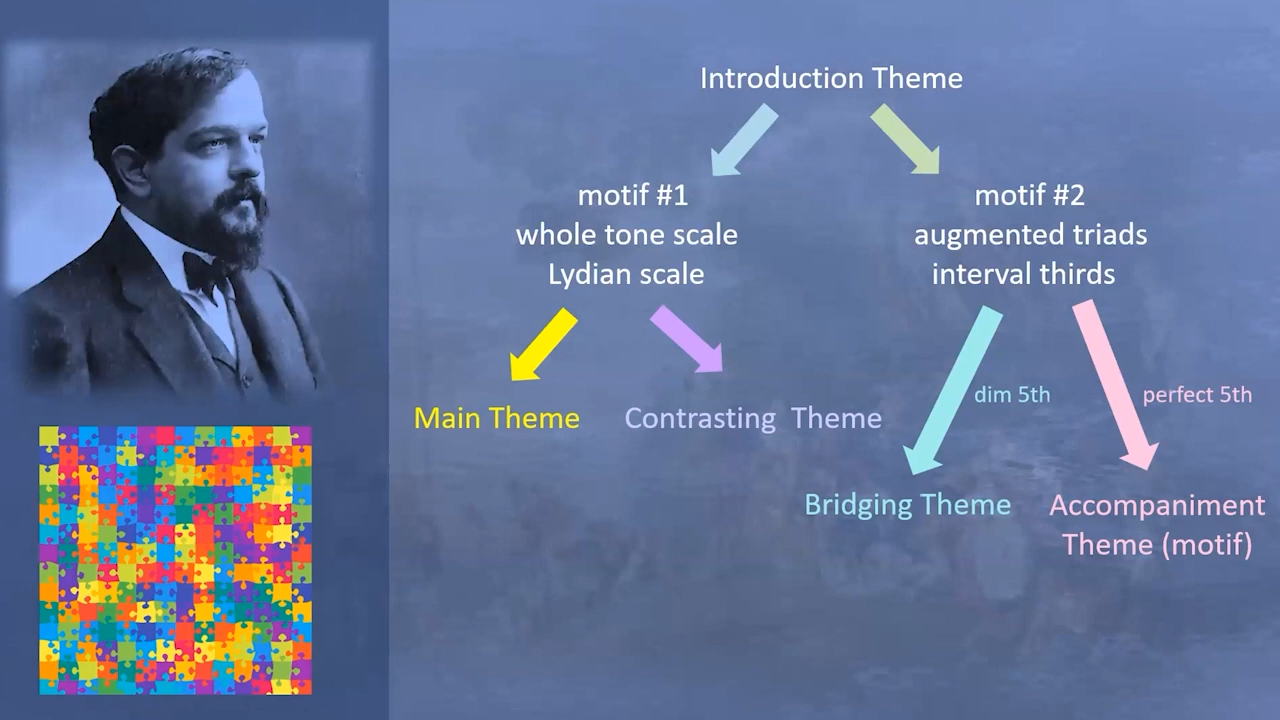 Introduction Theme
motif #1
whole tone scale
Lydian scale
motif #2
augmented triads
interval thirds
Main Theme
Contrasting Theme
dim 5th
perfect 5th
Bridging Theme
Accompaniment
Theme (motif)